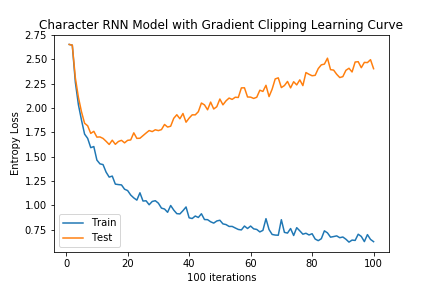 Character RNN Model with Gradient Clipping Learning Curve
2.75
2.50
2.25
2.00
1.75
1.50
1.25
1.00
0.75
Entropy Loss
Train
Test
0 20 40 60 80 100
100 iterations